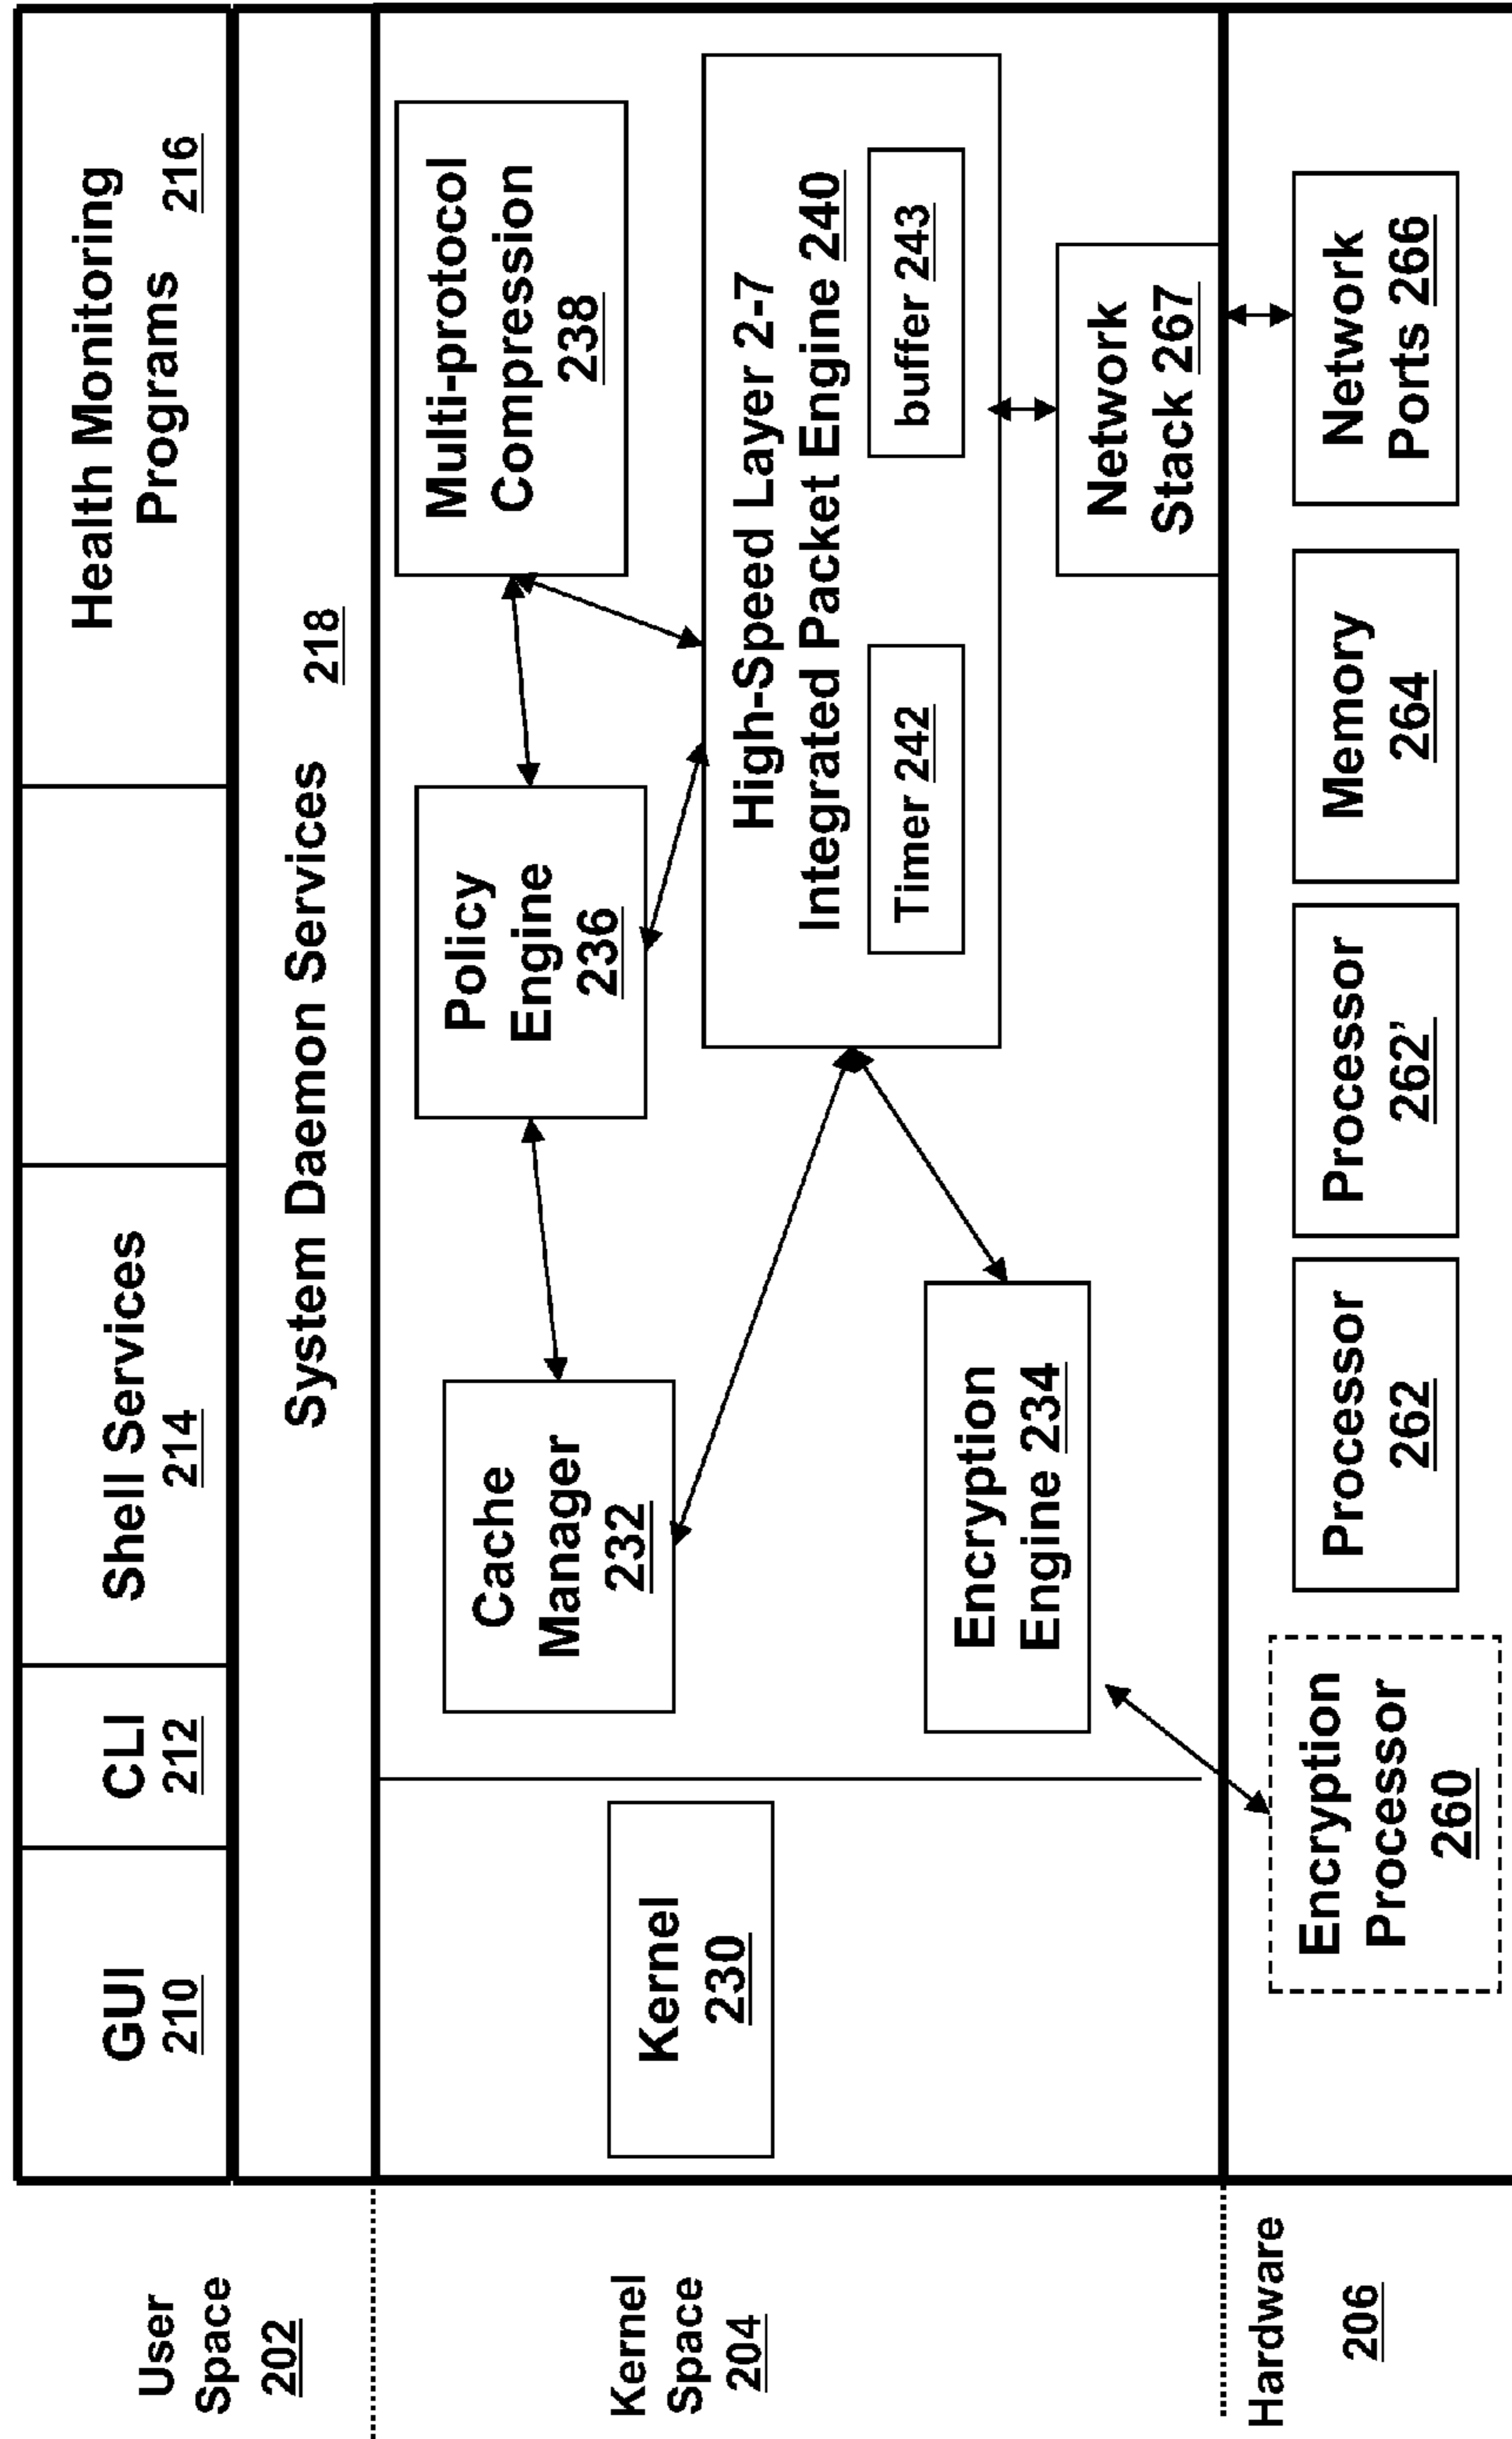 User
Space
202
GUI
210
CLI
212
Shell Services
214
Health Monitoring
Programs 216
System Daemon Services 218
Kernel
Space
204
Kernel
230
Cache
Manager
232
Policy
Engine
236
Multi-protocol
Compression
238
High-Speed Layer 2-7
Integrated Packet Engine 240
Timer 242
buffer 243
Encryption
Engine 234
Network
Stack 267
Hardware
206
Encryption
Processor
260
Processor
262
Processor
262’
Memory
264
Network
Ports 266